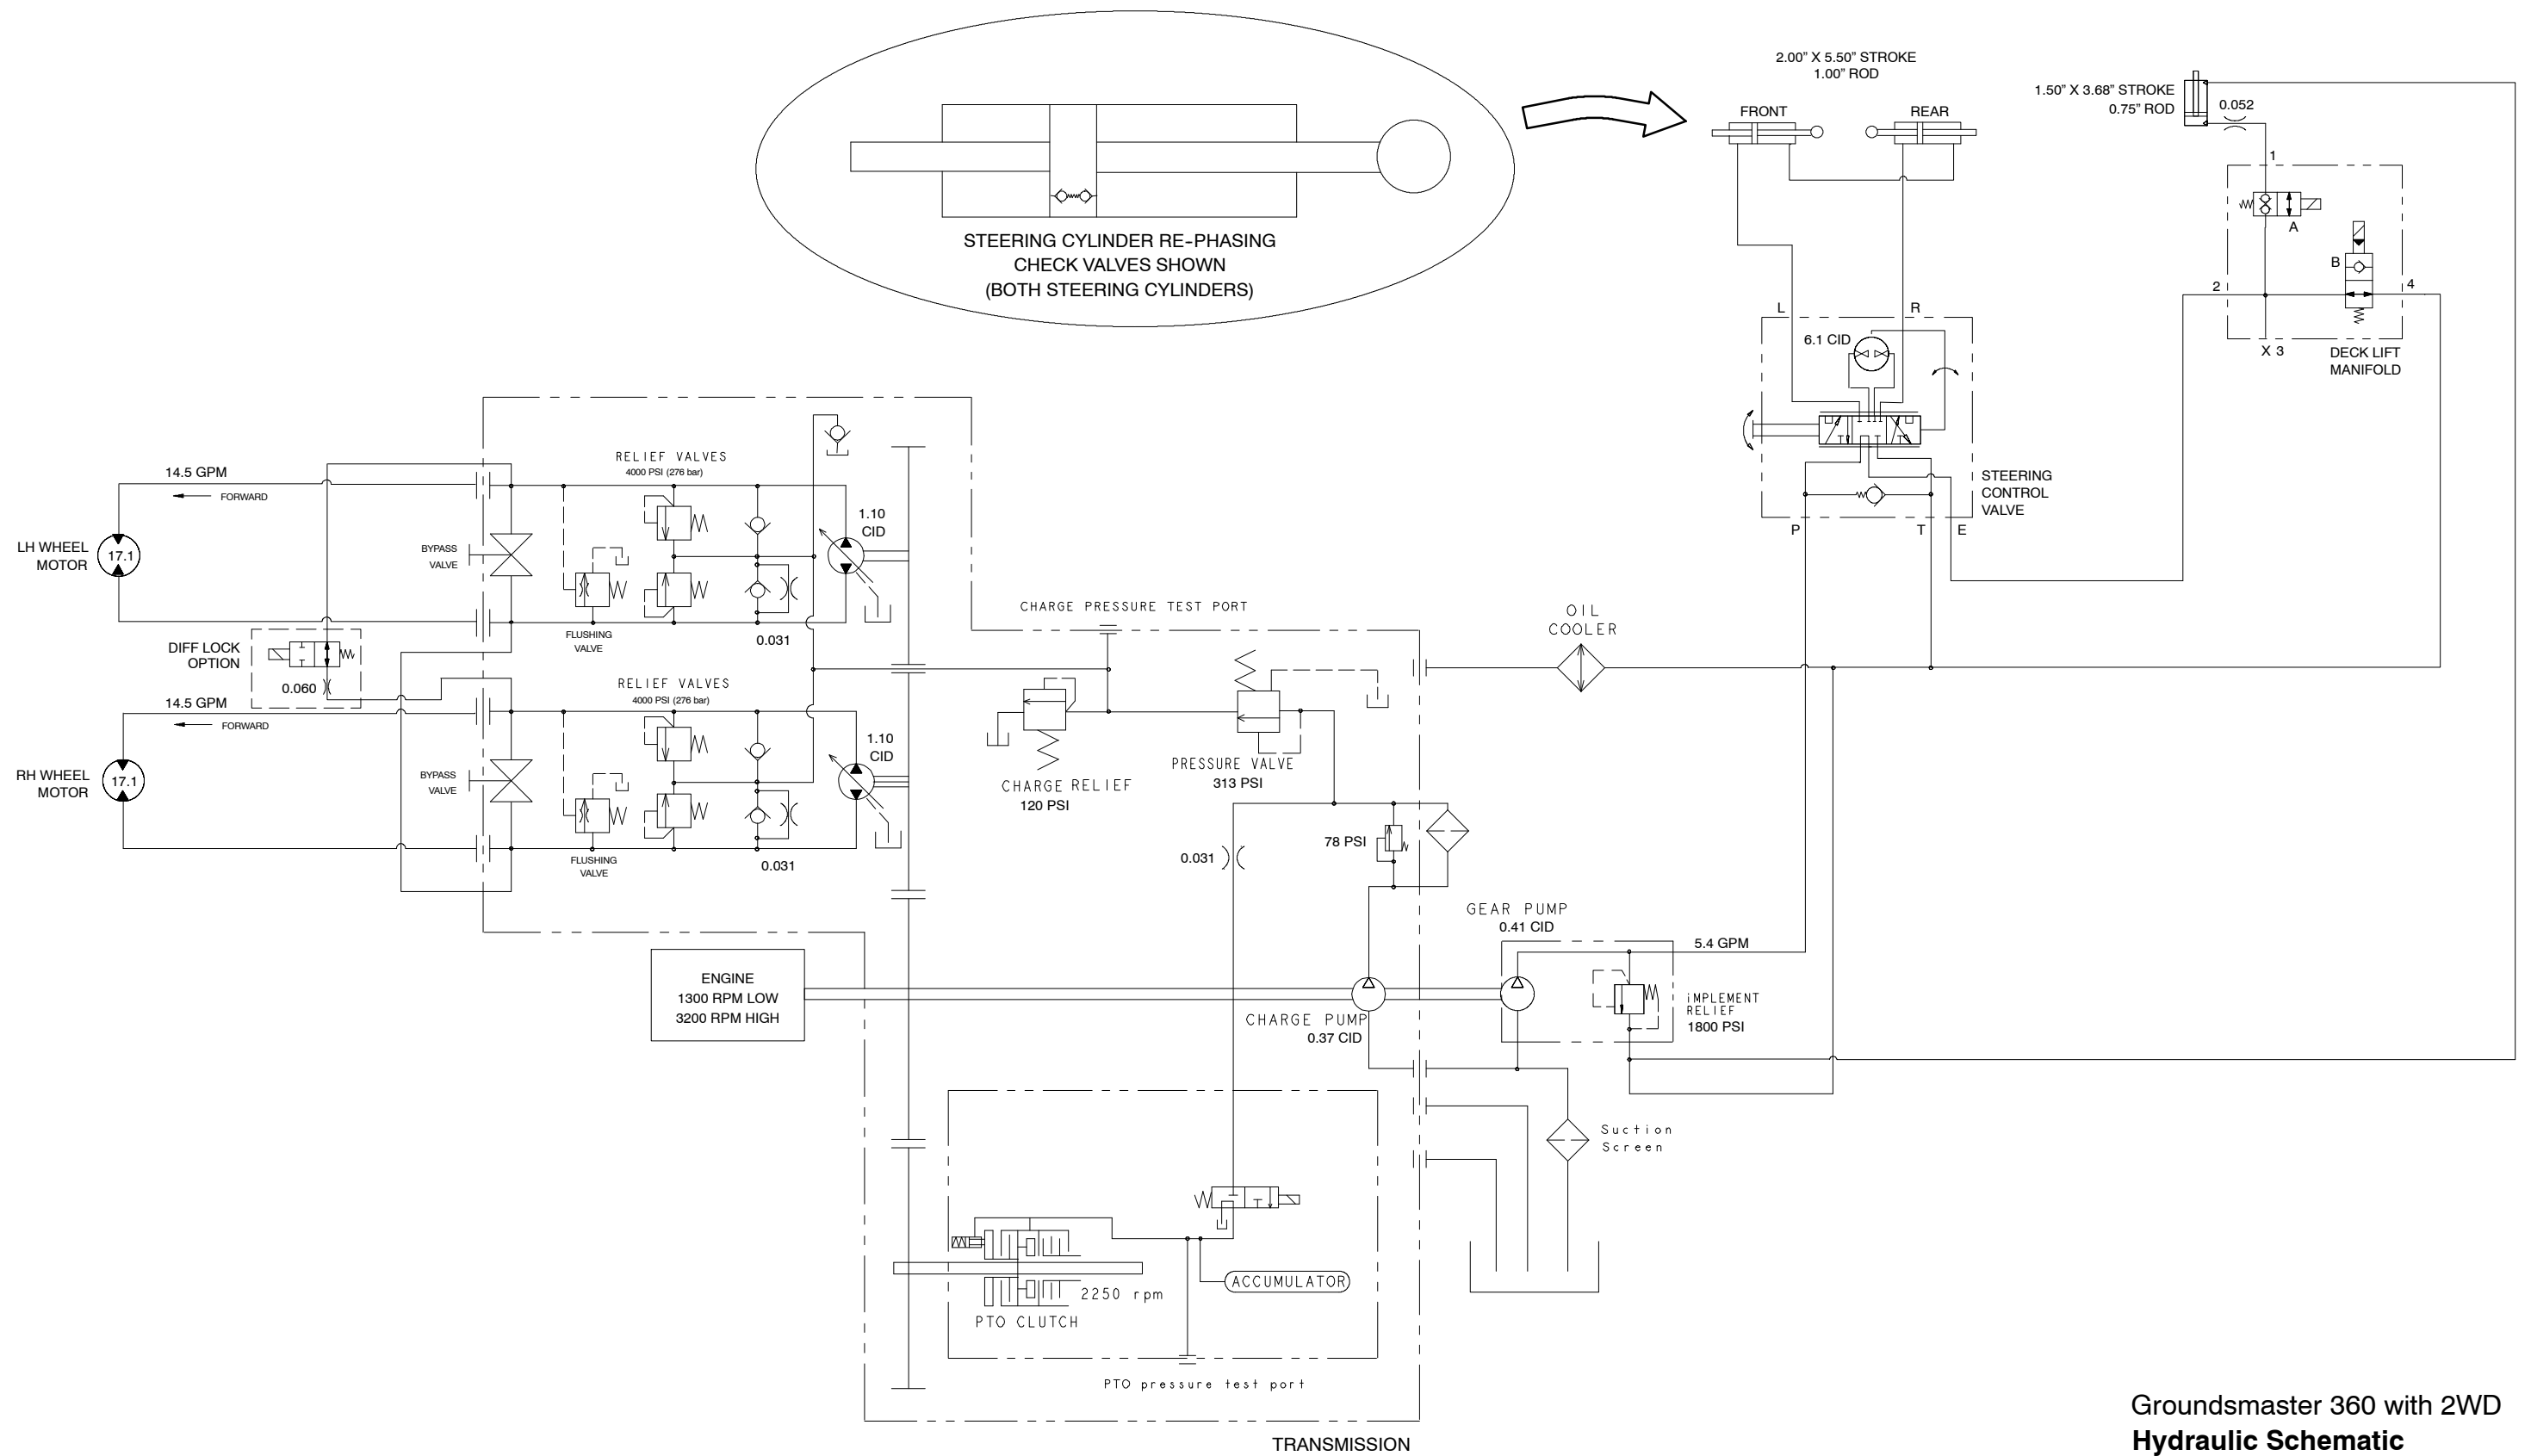 2.00” X 5.50” STROKE
1.00” ROD
FRONT
REAR
1.50” X 3.68” STROKE
0.75” ROD
0.052
1
A
B
2
4
X 3
DECK LIFT
MANIFOLD
STEERING CYLINDER RE-PHASING
CHECK VALVES SHOWN
(BOTH STEERING CYLINDERS)
L
R
6.1 CID
STEERING
CONTROL
VALVE
P
T
E
14.5 GPM
FORWARD
LH WHEEL
MOTOR
17.1
BYPASS
VALVE
RELIEF VALVES
4000 PSI (276 bar)
1.10
CID
FLUSHING
VALVE
0.031
DIFF LOCK
OPTION
0.060
14.5 GPM
FORWARD
RH WHEEL
MOTOR
17.1
BYPASS
VALVE
RELIEF VALVES
4000 PSI (276 bar)
1.10
CID
FLUSHING
VALVE
0.031
CHARGE PRESSURE TEST PORT
OIL
COOLER
CHARGE RELIEF
120 PSI
PRESSURE VALVE
313 PSI
0.031
78 PSI
GEAR PUMP
0.41 CID
5.4 GPM
ENGINE
1300 RPM LOW
3200 RPM HIGH
CHARGE PUMP
0.37 CID
iMPLEMENT
RELIEF
1800 PSI
Suction
Screen
ACCUMULATOR
2250 rpm
PTO CLUTCH
PTO pressure test port
TRANSMISSION
Groundsmaster 360 with 2WD
Hydraulic Schematic